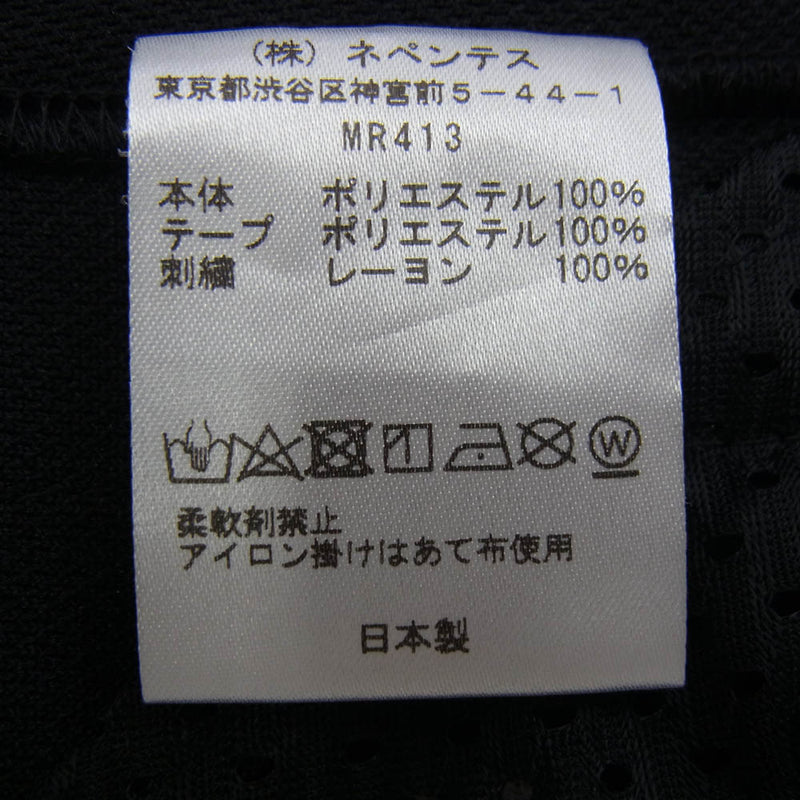 （株）ネペンテス
東京都渋谷区神宮前５－４４－１
MR413
本体 ポリエステル100%
テープ ポリエステル100%
刺繍 レーヨン 100%
W
柔軟剤禁止
アイロン掛けはあて布使用
日本製